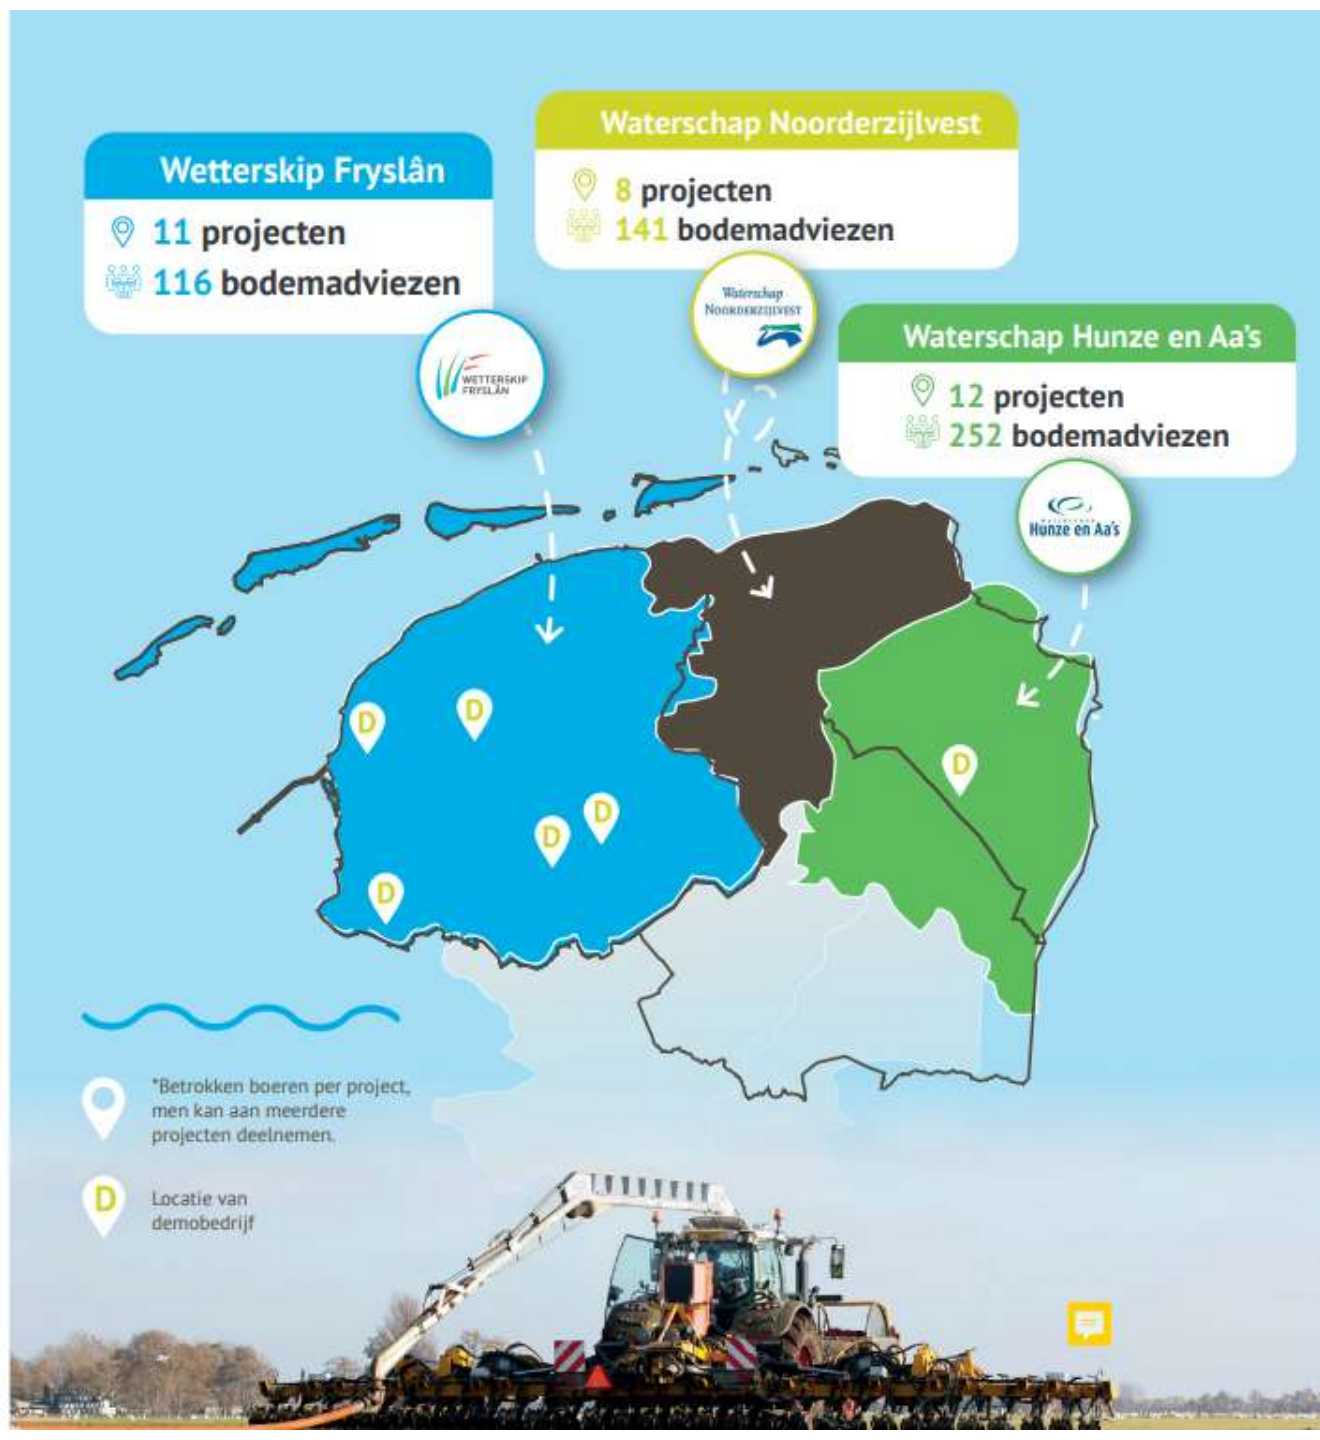 Waterschap Noorderzijlvest
8 projecten
141 bodemadviezen
Wetterskip Fryslân
11 projecten
116 bodemadviezen
Waterschap
NOORDERZIJLVEST
Waterschap Hunze en Aa's
12 projecten
252 bodemadviezen
WETTERSKIP
FRYSLÂN
Hunze en Aa's
D
D
D
D
D
D
*Betrokken boeren per project,
men kan aan meerdere
projecten deelnemen.
D
Locatie van
demobedrijf